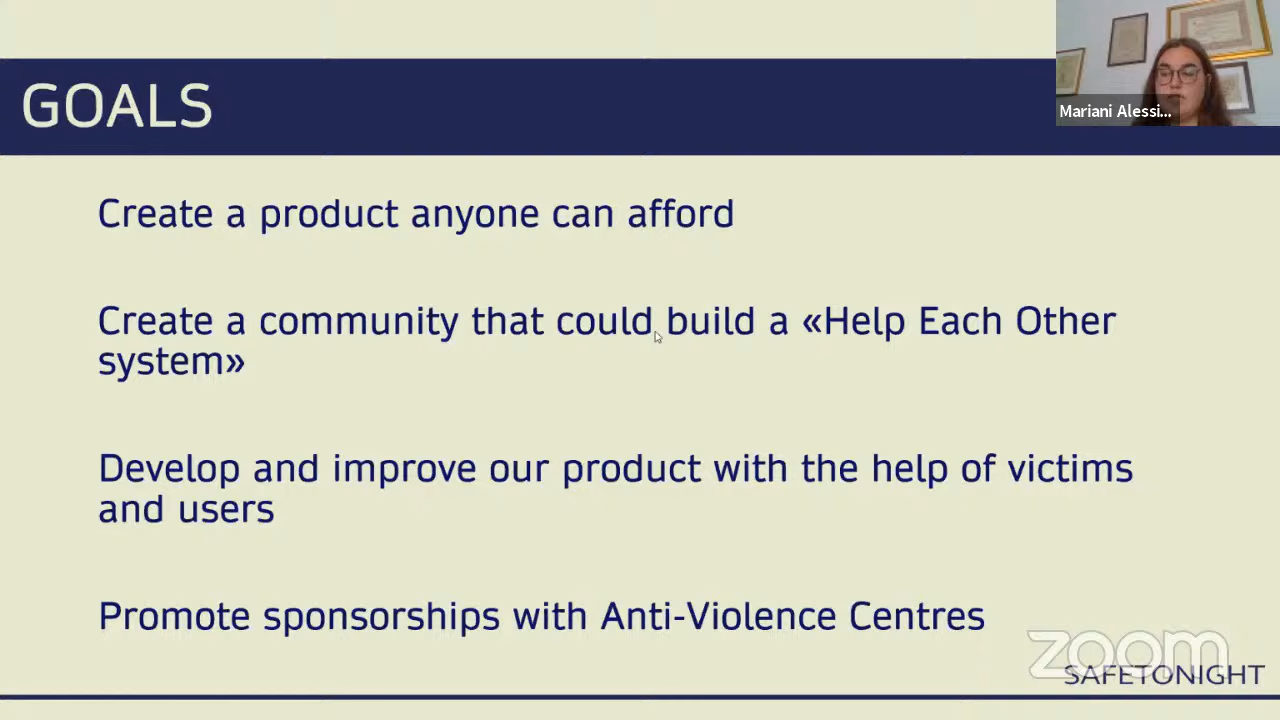 GOALS
Mariani Alessi...
Create a product anyone can afford
Create a community that could build a «Help Each Other
system»
Develop and improve our product with the help of victims
and users
Promote sponsorships with Anti-Violence Centres
zoom
SAFETONIGHT